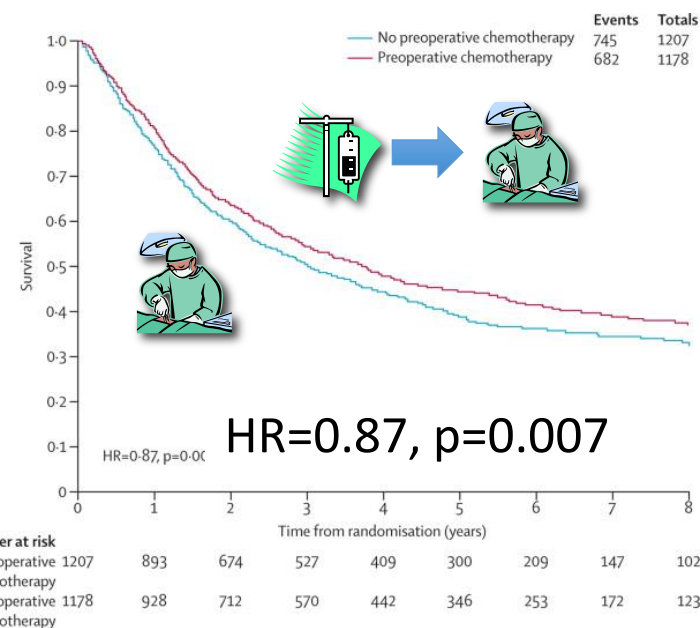 Events Totals
No preoperative chemotherapy 745 1207
Preoperative chemotherapy 682 1178
1·0
0·9
0·8
0·7
0·6
0·5
0·4
0·3
0·2
0·1
0
Survival
HR=0·87, p=0·00
HR=0.87, p=0.007
0 1 2 3 4 5 6 7 8
Time from randomisation (years)
er at risk
operative 1207 893 674 527 409 300 209 147 102
otherapy
operative 1178 928 712 570 442 346 253 172 123
otherapy